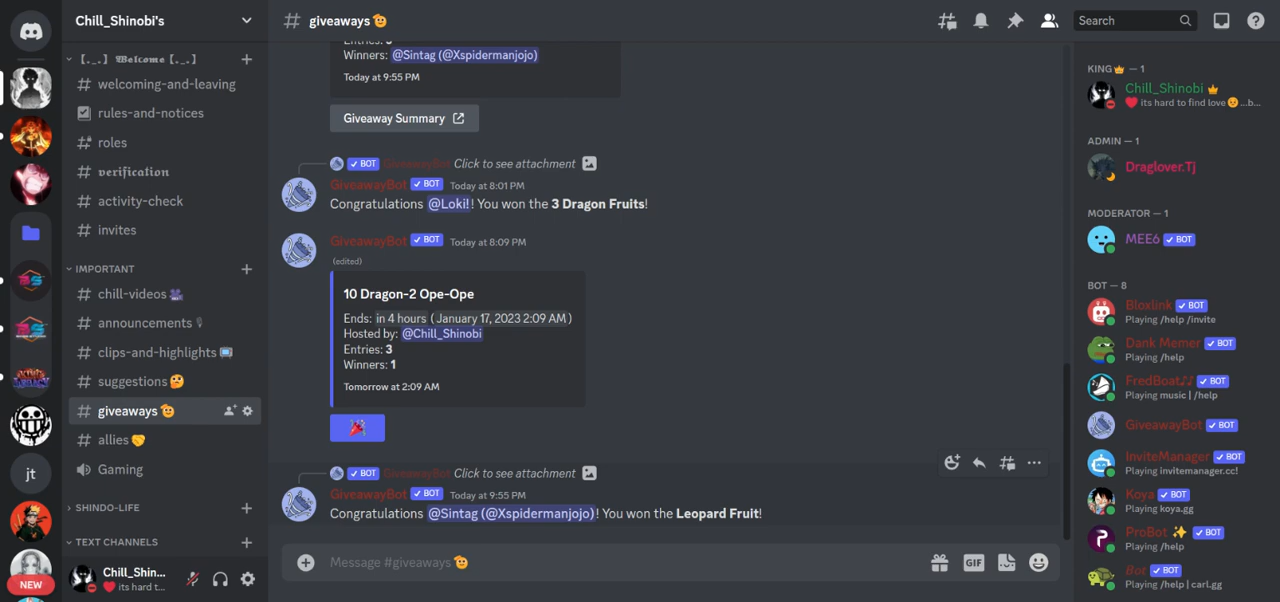 Chill_Shinobi's
giveaways
Search
[._.] 𝖂𝖊𝖑𝖈𝖔𝖒𝖊 [._.]
welcoming-and-leaving
rules-and-notices
roles
𝖛𝖊𝖗𝖎𝖋𝖎𝖈𝖆𝖙𝖎𝖔𝖓
activity-check
invites
IMPORTANT
chill-videos
announcements
clips-and-highlights
suggestions
giveaways
allies
Gaming
SHINDO-LIFE
TEXT CHANNELS
jt
NEW
Chill_Shin...
its hard t...
Winners: @Sintag (@Xspidermanjojo)
Today at 9:55 PM
Giveaway Summary
BOT GiveawayBot Click to see attachment
GiveawayBot BOT Today at 8:01 PM
Congratulations @Loki!! You won the 3 Dragon Fruits!
GiveawayBot BOT Today at 8:09 PM
(edited)
10 Dragon-2 Ope-Ope
Ends: in 4 hours (January 17, 2023 2:09 AM)
Hosted by: @Chill_Shinobi
Entries: 3
Winners: 1
Tomorrow at 2:09 AM
BOT GiveawayBot Click to see attachment
GiveawayBot BOT Today at 9:55 PM
Congratulations @Sintag (@Xspidermanjojo)! You won the Leopard Fruit!
Message #giveaways
GIF
KING — 1
Chill_Shinobi
its hard to find love ...b...
ADMIN — 1
Draglover.Tj
MODERATOR — 1
MEE6 BOT
BOT — 8
Bloxlink BOT
Playing /help /invite
Dank Memer BOT
Playing /help
FredBoat♪♪ BOT
Playing music | /help
GiveawayBot BOT
InviteManager BOT
Playing invitemanager.cc!
Koya BOT
Playing koya.gg
ProBot ✨ BOT
Playing /help
Bot BOT
Playing /help | carl.gg